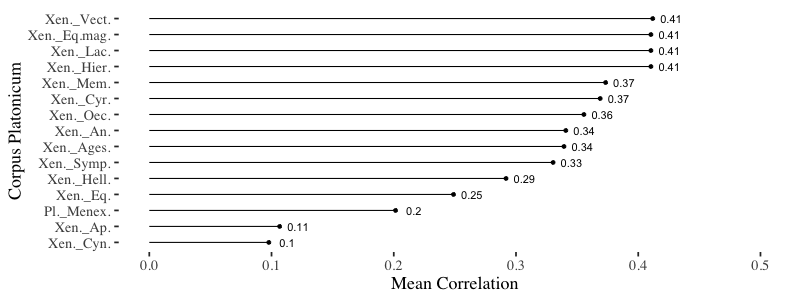 Xen._Vect. 0.41
Xen._Eq.mag. 0.41
Xen._Lac. 0.41
Xen._Hier. 0.41
Xen._Mem. 0.37
Xen._Cyr. 0.37
Xen._Oec. 0.36
Xen._An. 0.34
Xen._Ages. 0.34
Xen._Symp. 0.33
Xen._Hell. 0.29
Xen._Eq. 0.25
Pl._Menex. 0.2
Xen._Ap. 0.11
Xen._Cyn. 0.1
Corpus Platonicum
0.0 0.1 0.2 0.3 0.4 0.5
Mean Correlation